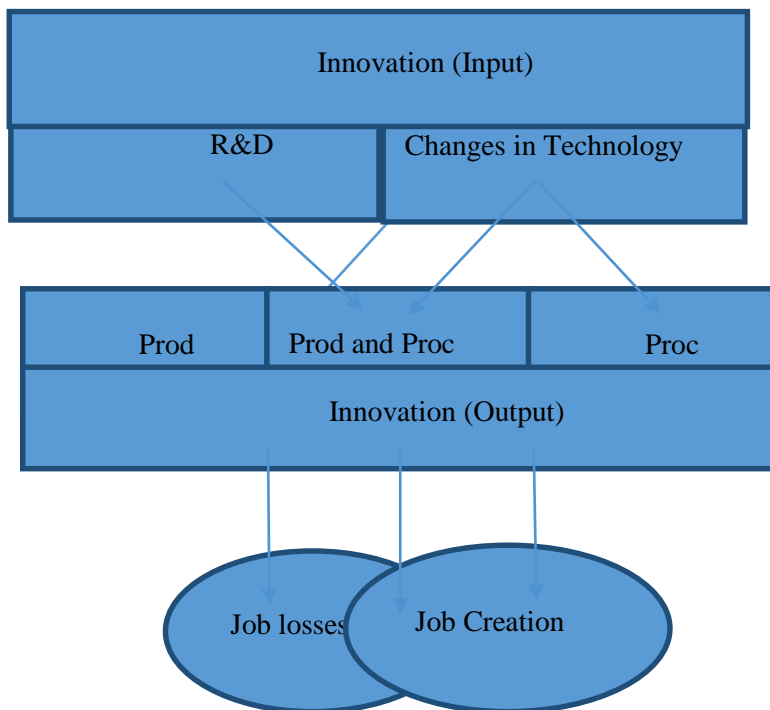 Innovation (Input)
R&D
Changes in Technology
Prod
Prod and Proc
Proc
Innovation (Output)
Job losses
Job Creation